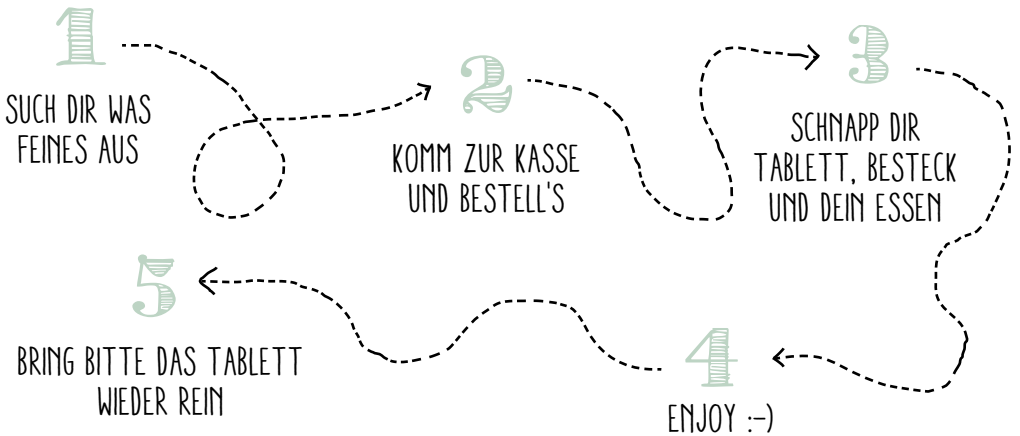 1
SUCH DIR WAS
FEINES AUS
2
KOMM ZUR KASSE
UND BESTELL'S
3
SCHNAPP DIR
TABLETT, BESTECK
UND DEIN ESSEN
4
ENJOY :-)
5
BRING BITTE DAS TABLETT
WIEDER REIN